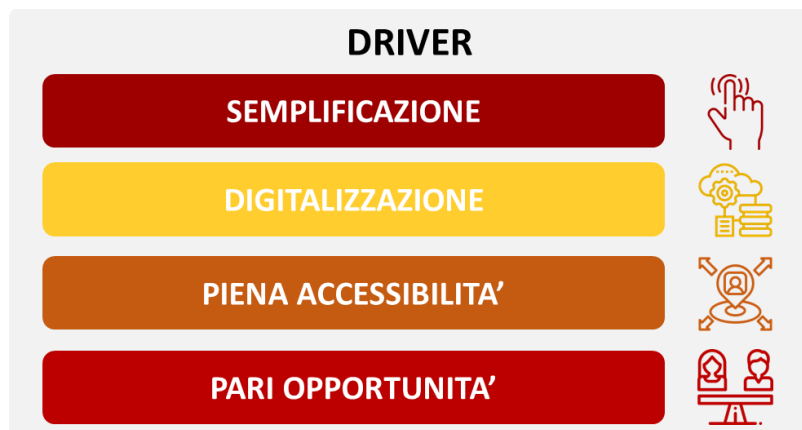 DRIVER
SEMPLIFICAZIONE
DIGITALIZZAZIONE
PIENA ACCESSIBILITA’
PARI OPPORTUNITA’